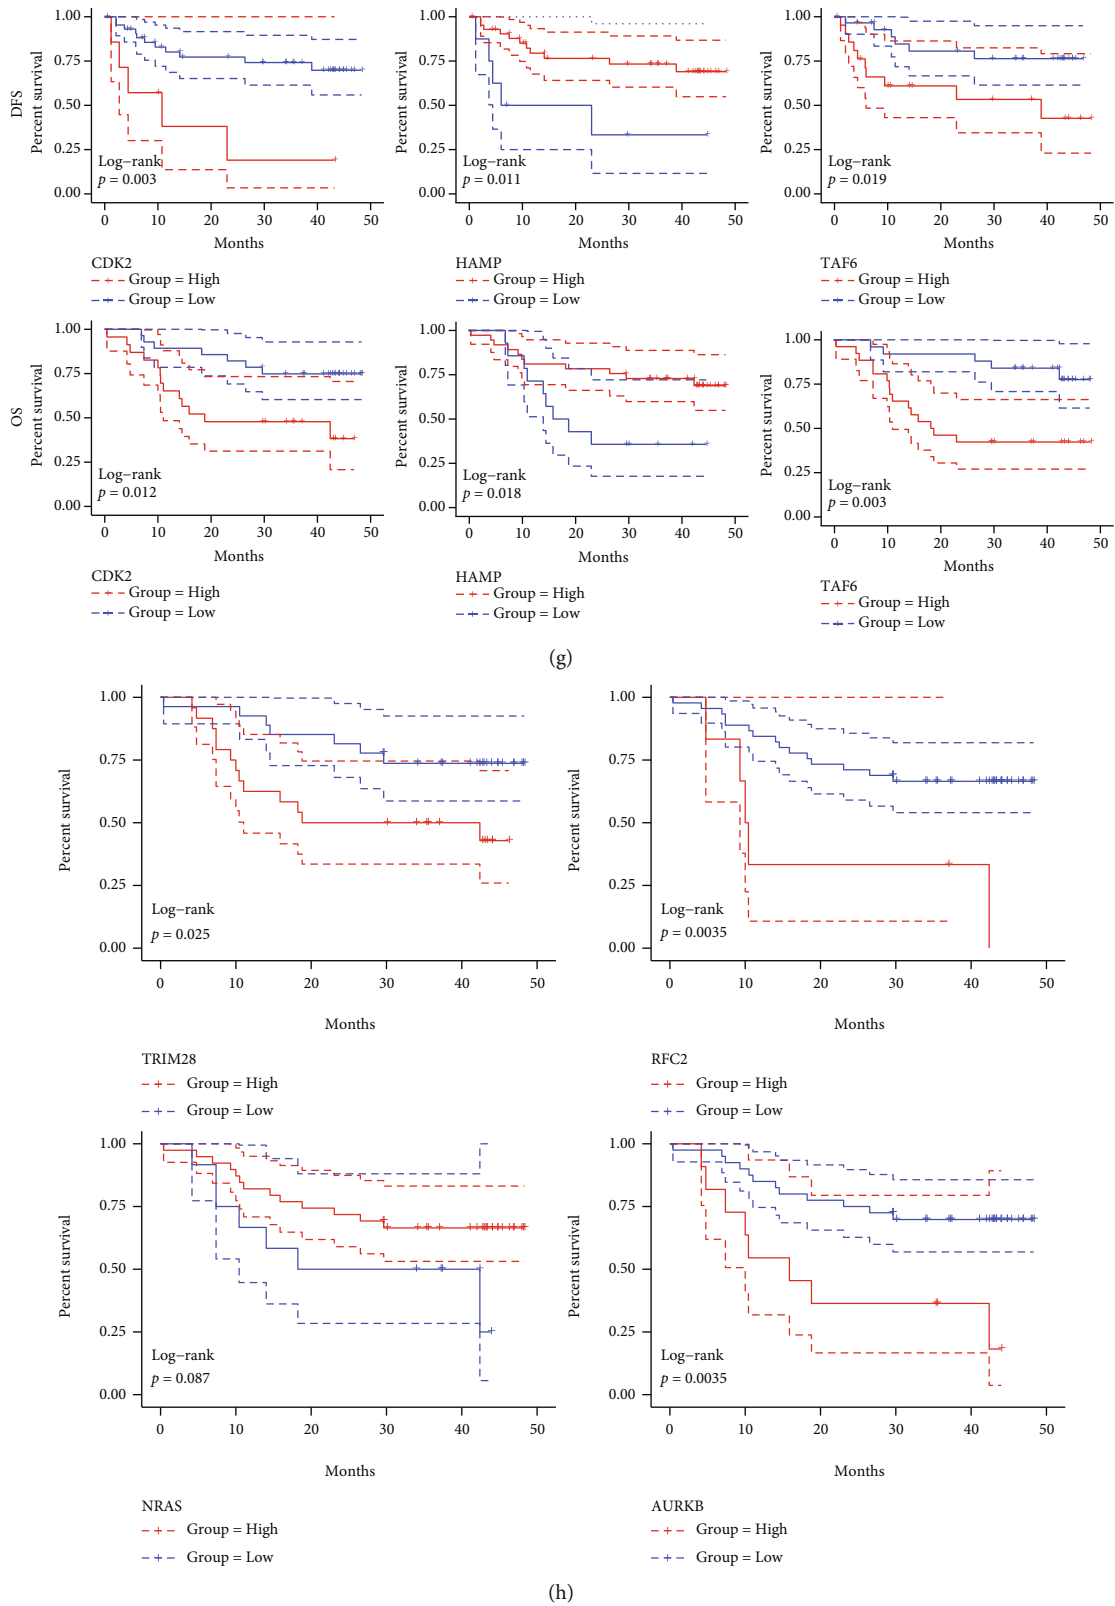 DFS
Percent survival
1.00
0.75
0.50
0.25
0.00
Log−rank
p = 0.003
0 10 20 30 40 50
Months
CDK2
Group = High
Group = Low
Percent survival
1.00
0.75
0.50
0.25
0.00
Log−rank
p = 0.011
0 10 20 30 40 50
Months
HAMP
Group = High
Group = Low
Percent survival
1.00
0.75
0.50
0.25
0.00
Log−rank
p = 0.019
0 10 20 30 40 50
Months
TAF6
Group = High
Group = Low
OS
Percent survival
1.00
0.75
0.50
0.25
0.00
Log−rank
p = 0.012
0 10 20 30 40 50
Months
CDK2
Group = High
Group = Low
Percent survival
1.00
0.75
0.50
0.25
0.00
Log−rank
p = 0.018
0 10 20 30 40 50
Months
HAMP
Group = High
Group = Low
Percent survival
1.00
0.75
0.50
0.25
0.00
Log−rank
p = 0.003
0 10 20 30 40 50
Months
TAF6
Group = High
Group = Low
(g)
Percent survival
1.00
0.75
0.50
0.25
0.00
Log−rank
p = 0.025
0 10 20 30 40 50
Months
TRIM28
Group = High
Group = Low
Percent survival
1.00
0.75
0.50
0.25
0.00
Log−rank
p = 0.0035
0 10 20 30 40 50
Months
RFC2
Group = High
Group = Low
Percent survival
1.00
0.75
0.50
0.25
0.00
Log−rank
p = 0.087
0 10 20 30 40 50
Months
NRAS
Group = High
Group = Low
Percent survival
1.00
0.75
0.50
0.25
0.00
Log−rank
p = 0.0035
0 10 20 30 40 50
Months
AURKB
Group = High
Group = Low
(h)